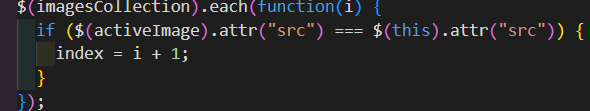 $(imagesCollection).each(function(i) {
if ($(activeImage).attr("src") === $(this).attr("src")) {
index = i + 1;
}
});